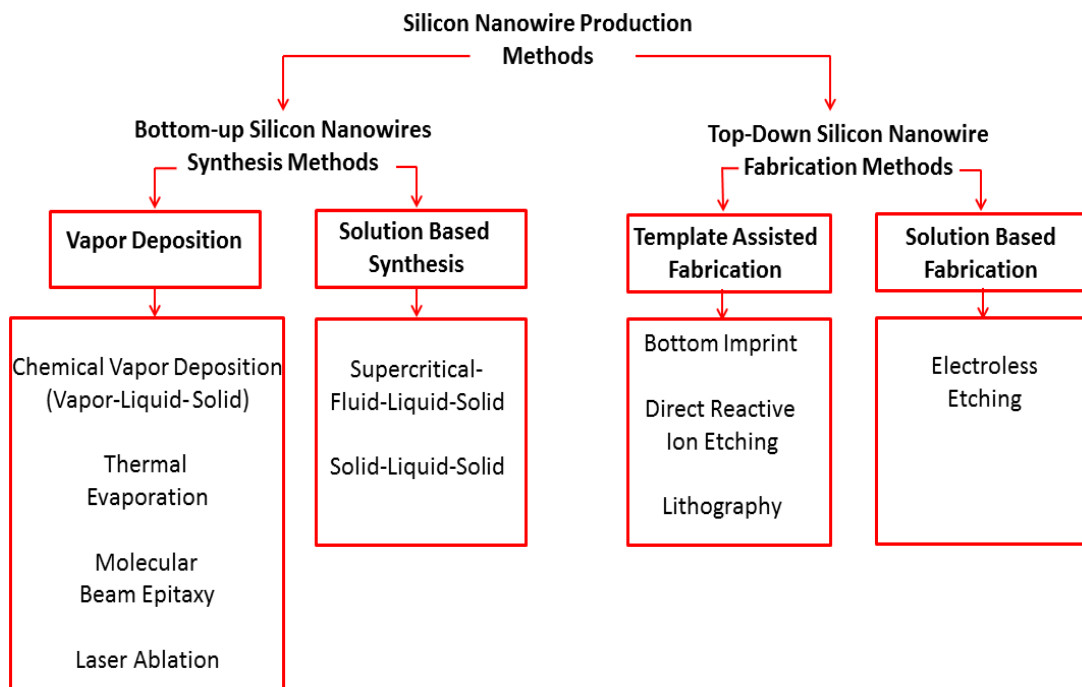 Silicon Nanowire Production
Methods
Bottom-up Silicon Nanowires
Synthesis Methods
Top-Down Silicon Nanowire
Fabrication Methods
Vapor Deposition
Solution Based
Synthesis
Template Assisted
Fabrication
Solution Based
Fabrication
Chemical Vapor Deposition
(Vapor-Liquid-Solid)
Thermal
Evaporation
Molecular
Beam Epitaxy
Laser Ablation
Supercritical-
Fluid-Liquid-Solid
Solid-Liquid-Solid
Bottom Imprint
Direct Reactive
Ion Etching
Lithography
Electroless
Etching